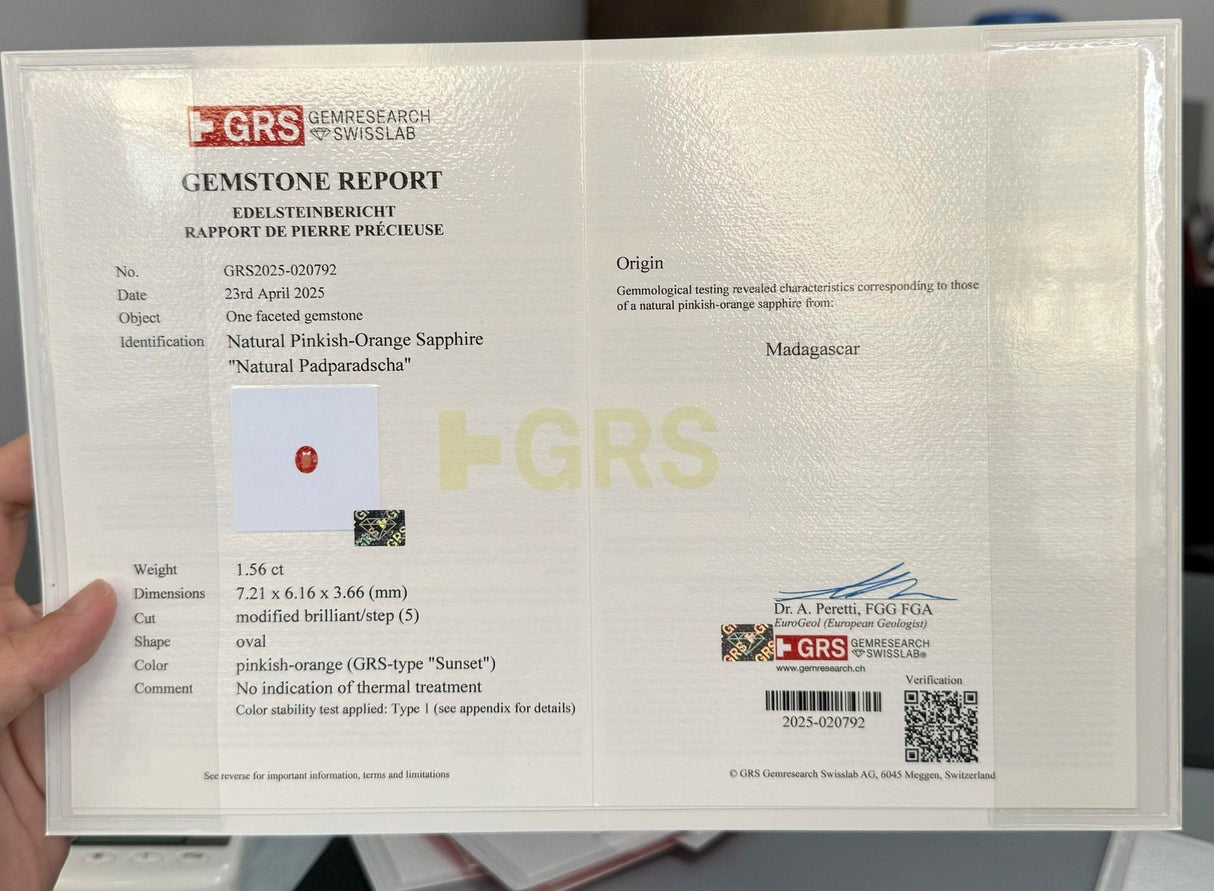 GRS GEMRESEARCH
SWISSLAB
GEMSTONE REPORT
EDELSTEINBERICHT
RAPPORT DE PIERRE PRÉCIEUSE
No. GRS2025-020792
Date 23rd April 2025
Object One faceted gemstone
Identification Natural Pinkish-Orange Sapphire
"Natural Padparadscha"
GRS
Weight 1.56 ct
Dimensions 7.21 x 6.16 x 3.66 (mm)
Cut modified brilliant/step (5)
Shape oval
Color pinkish-orange (GRS-type "Sunset")
Comment No indication of thermal treatment
Color stability test applied: Type 1 (see appendix for details)
See reverse for important information, terms and limitations
GRS
Origin
Gemmological testing revealed characteristics corresponding to those
of a natural pinkish-orange sapphire from:
Madagascar
Dr. A. Peretti, FGG FGA
EuroGeol (European Geologist)
GRS
GRS GEMRESEARCH
SWISSLAB®
www.gemresearch.ch
Verification
2025-020792
© GRS Gemresearch Swisslab AG, 6045 Meggen, Switzerland